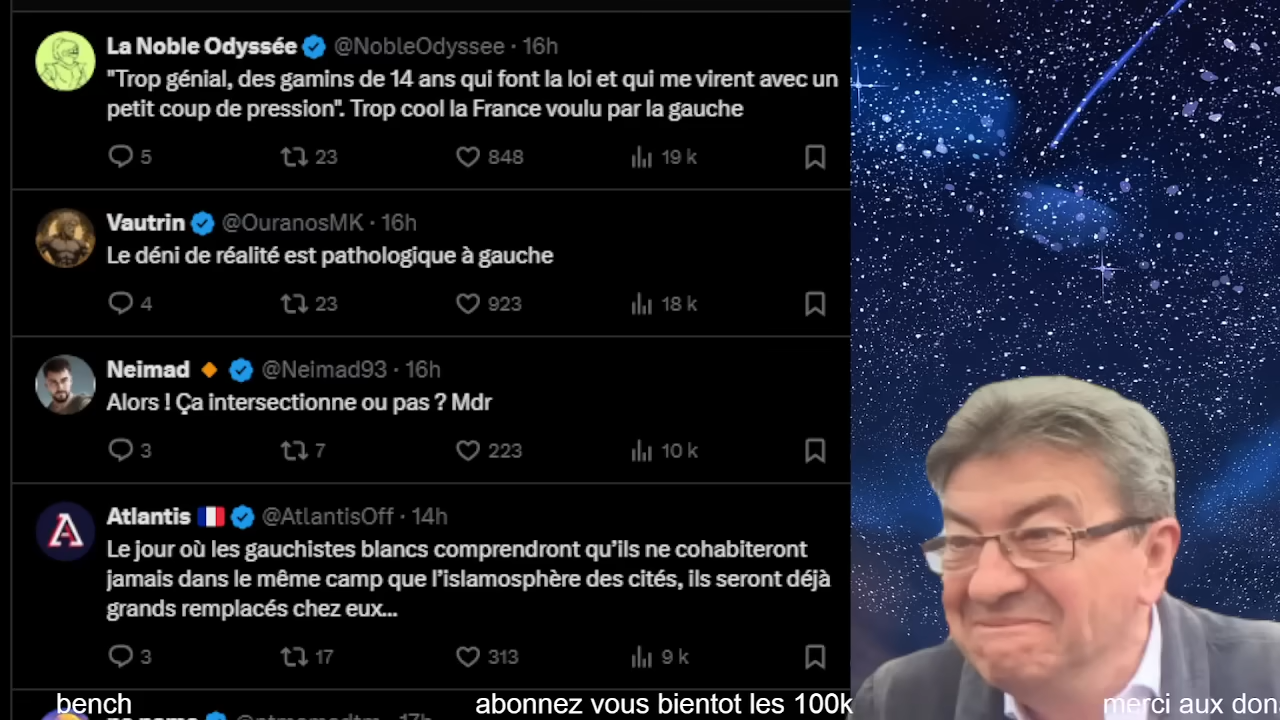 La Noble Odyssée @NobleOdyssee · 16h
"Trop génial, des gamins de 14 ans qui font la loi et qui me virent avec un
petit coup de pression". Trop cool la France voulu par la gauche
5 23 848 19 k
Vautrin @OuranosMK · 16h
Le déni de réalité est pathologique à gauche
4 23 923 18 k
Neimad @Neimad93 · 16h
Alors ! Ça intersectionne ou pas ? Mdr
3 7 223 10 k
Atlantis @AtlantisOff · 14h
Le jour où les gauchistes blancs comprendront qu’ils ne cohabiteront
jamais dans le même camp que l’islamosphère des cités, ils seront déjà
grands remplacés chez eux...
3 17 313 9 k
bench abonnez vous bientot les 100k merci aux don